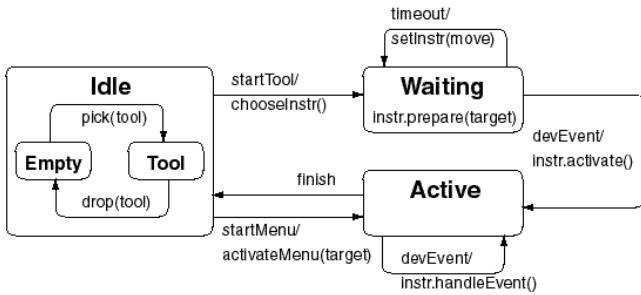 timeout/
setInstr(move)
Idle
startTool/
chooseInstr()
Waiting
instr.prepare(target)
pick(tool)
Empty
Tool
drop(tool)
devEvent/
instr.activate()
finish
Active
startMenu/
activateMenu(target)
devEvent/
instr.handleEvent()